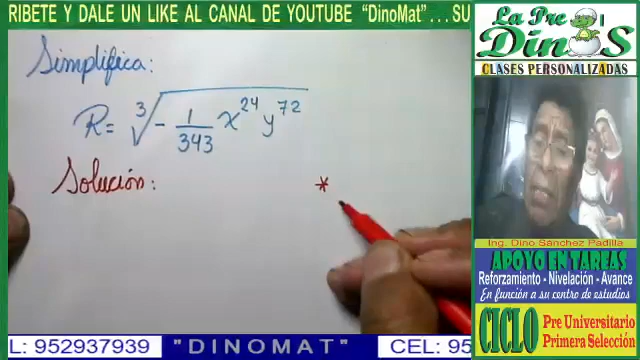 RIBETE Y DALE UN LIKE AL CANAL DE YOUTUBE "DinoMat"... SU
La Pre
DinoS
CLASES PERSONALIZADAS
Simplifica:
R= ∛(-1/343 x^24 y^72)
Solución:
*
Ing. Dino Sánchez Padilla
APOYO EN TAREAS
Reforzamiento - Nivelación - Avance
En función a su centro de estudios
CICLO Pre Universitario
Primera Selección
L: 952937939 "DINOMAT" CEL: 95